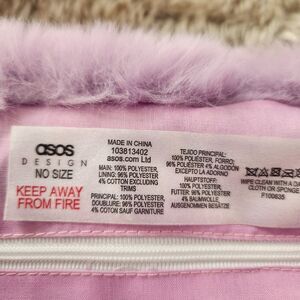 asos
DESIGN
NO SIZE
KEEP AWAY
FROM FIRE
MADE IN CHINA
103813402
asos.com Ltd
MAIN: 100% POLYESTER,
LINING: 96% POLYESTER
4% COTTON EXCLUDING
TRIMS
PRINCIPAL: 100% POLYESTER,
DOUBLURE: 96% POLYESTER
4% COTON SAUF GARNITURE
TEJIDO PRINCIPAL:
100% POLIÉSTER, FORRO:
96% POLIÉSTER 4% ALGODÓN
EXCEPTO LA ADORNO
HAUPTSTOFF:
100% POLYESTER,
FUTTER: 96% POLYESTER
4% BAUMWOLLE,
AUSGENOMMEN BESÄTZE
WIPE CLEAN WITH A DA
CLOTH OR SPONGE
F100635